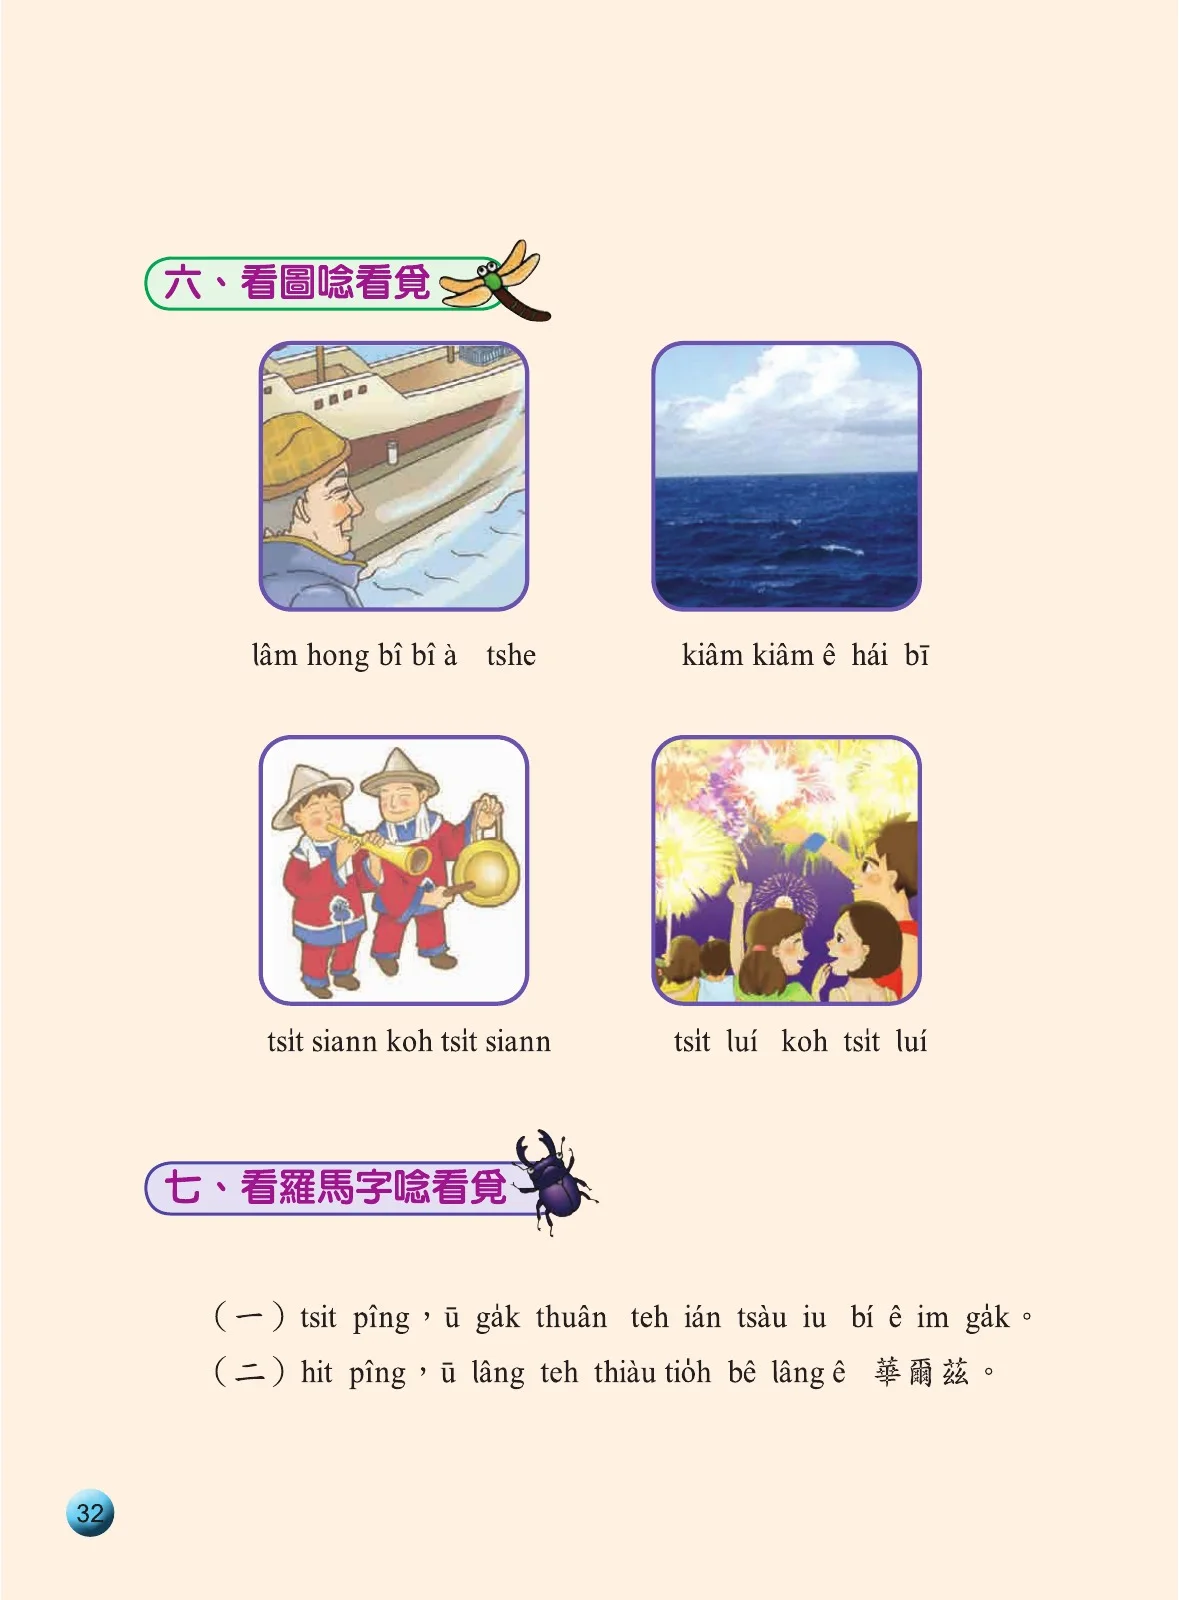 六、看圖唸看覓
lâm hong bî bî à tshe
kiâm kiâm ê hái bī
tsi̍t siann koh tsi̍t siann
tsi̍t luí koh tsi̍t luí
七、看羅馬字唸看覓
（一）tsit pîng，ū ga̍k thuân teh ián tsàu iu bí ê im ga̍k。
（二）hit pîng，ū lâng teh thiàu tio̍h bê lâng ê 華爾茲。
32